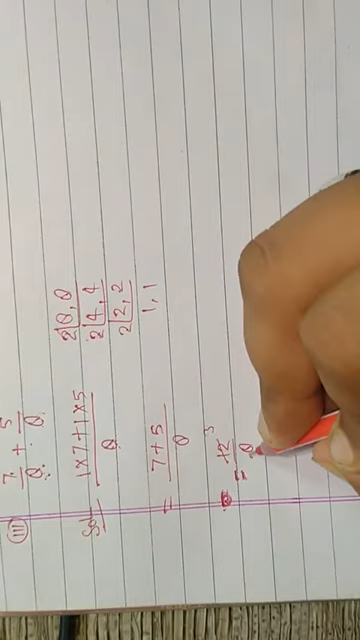 (iii) 7/8 + 5/8
2|8, 8
Sol 1×7+1×5/8 2|4, 4
2|2, 2
= 7+5/8 1, 1
3
= 12/8